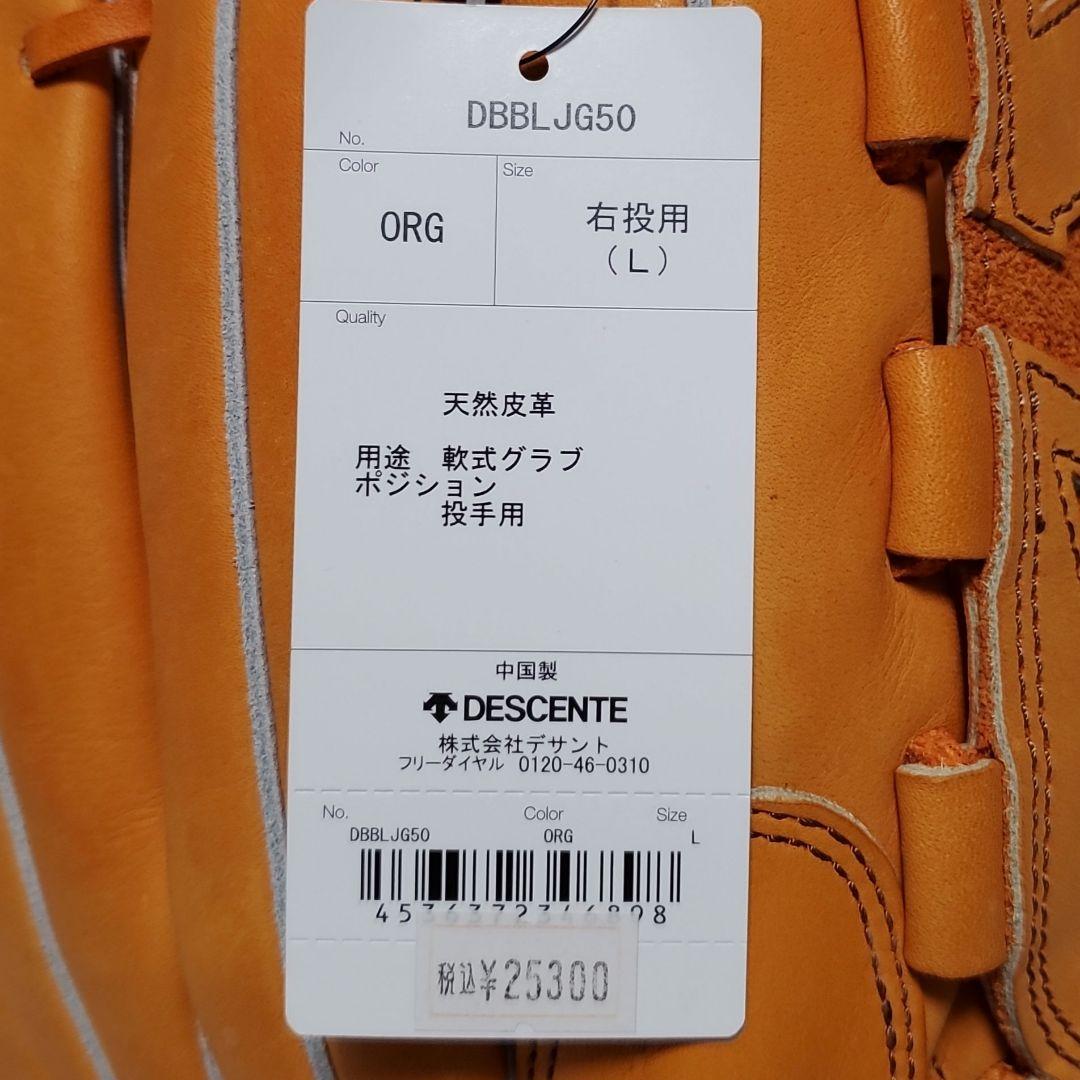 DBBLJG50
No.
Color
Size
ORG
右投用
(L)
Quality
天然皮革
用途 軟式グラブ
ポジション
投手用
中国製
DESCENTE
株式会社デサント
フリーダイヤル 0120-46-0310
No. Color Size
DBBLJG50 ORG L
4536372346898
税込¥25300